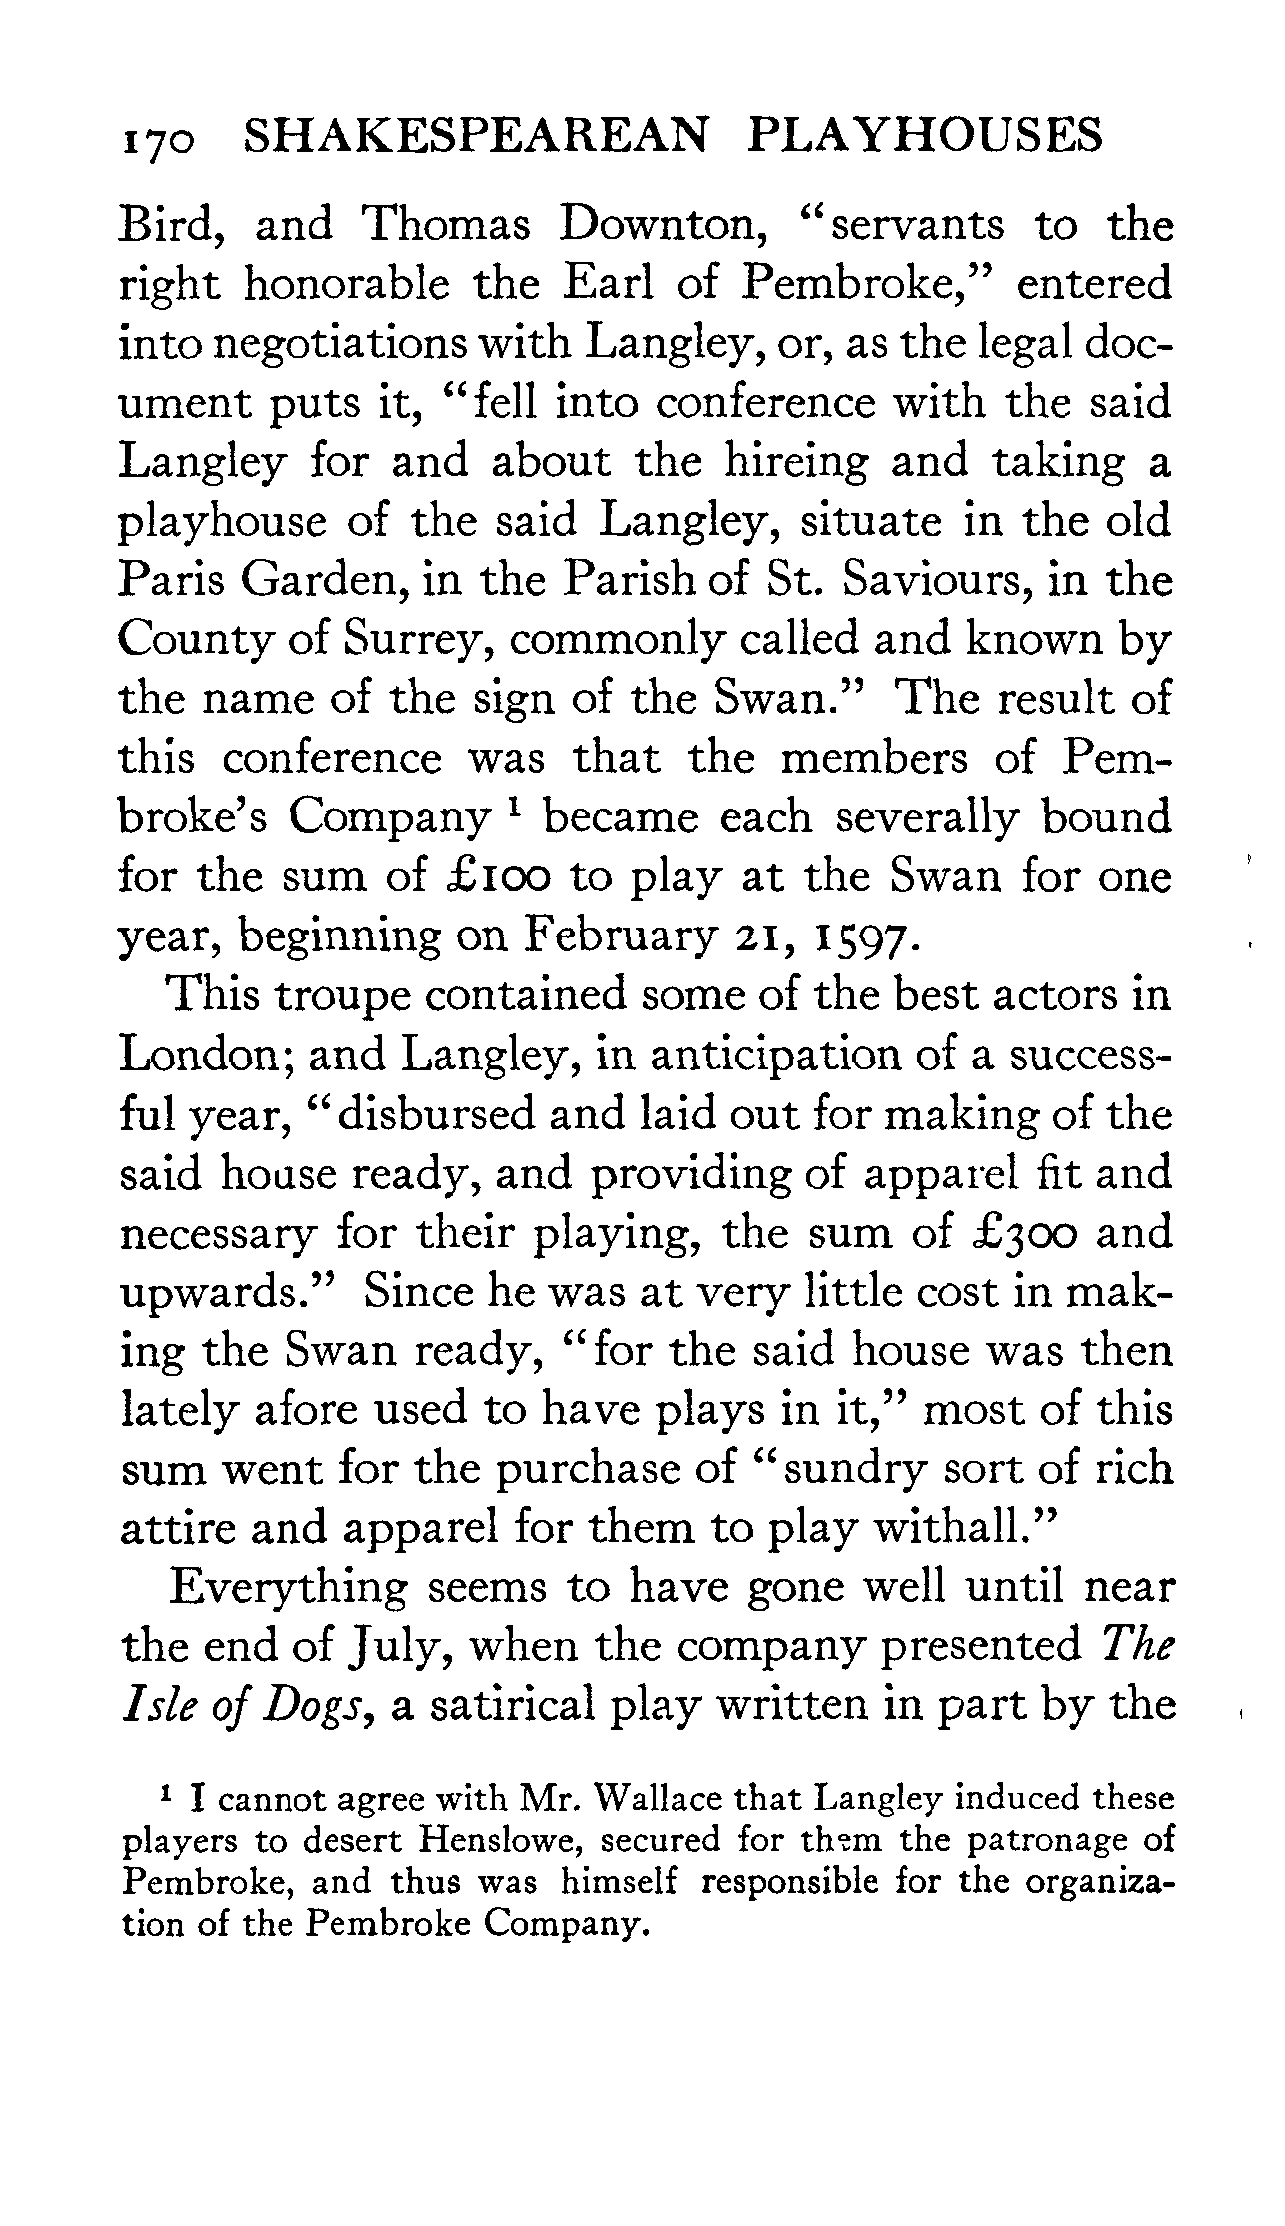 170 SHAKESPEAREAN PLAYHOUSES
Bird, and Thomas Downton, “servants to the
right honorable the Earl of Pembroke,” entered
into negotiations with Langley, or, as the legal doc-
ument puts it, “fell into conference with the said
Langley for and about the hireing and taking a
playhouse of the said Langley, situate in the old
Paris Garden, in the Parish of St. Saviours, in the
County of Surrey, commonly called and known by
the name of the sign of the Swan.” The result of
this conference was that the members of Pem-
broke’s Company ¹ became each severally bound
for the sum of £100 to play at the Swan for one
year, beginning on February 21, 1597.
This troupe contained some of the best actors in
London; and Langley, in anticipation of a success-
ful year, “disbursed and laid out for making of the
said house ready, and providing of apparel fit and
necessary for their playing, the sum of £300 and
upwards.” Since he was at very little cost in mak-
ing the Swan ready, “for the said house was then
lately afore used to have plays in it,” most of this
sum went for the purchase of “sundry sort of rich
attire and apparel for them to play withall.”
Everything seems to have gone well until near
the end of July, when the company presented The
Isle of Dogs, a satirical play written in part by the
¹ I cannot agree with Mr. Wallace that Langley induced these
players to desert Henslowe, secured for them the patronage of
Pembroke, and thus was himself responsible for the organiza-
tion of the Pembroke Company.